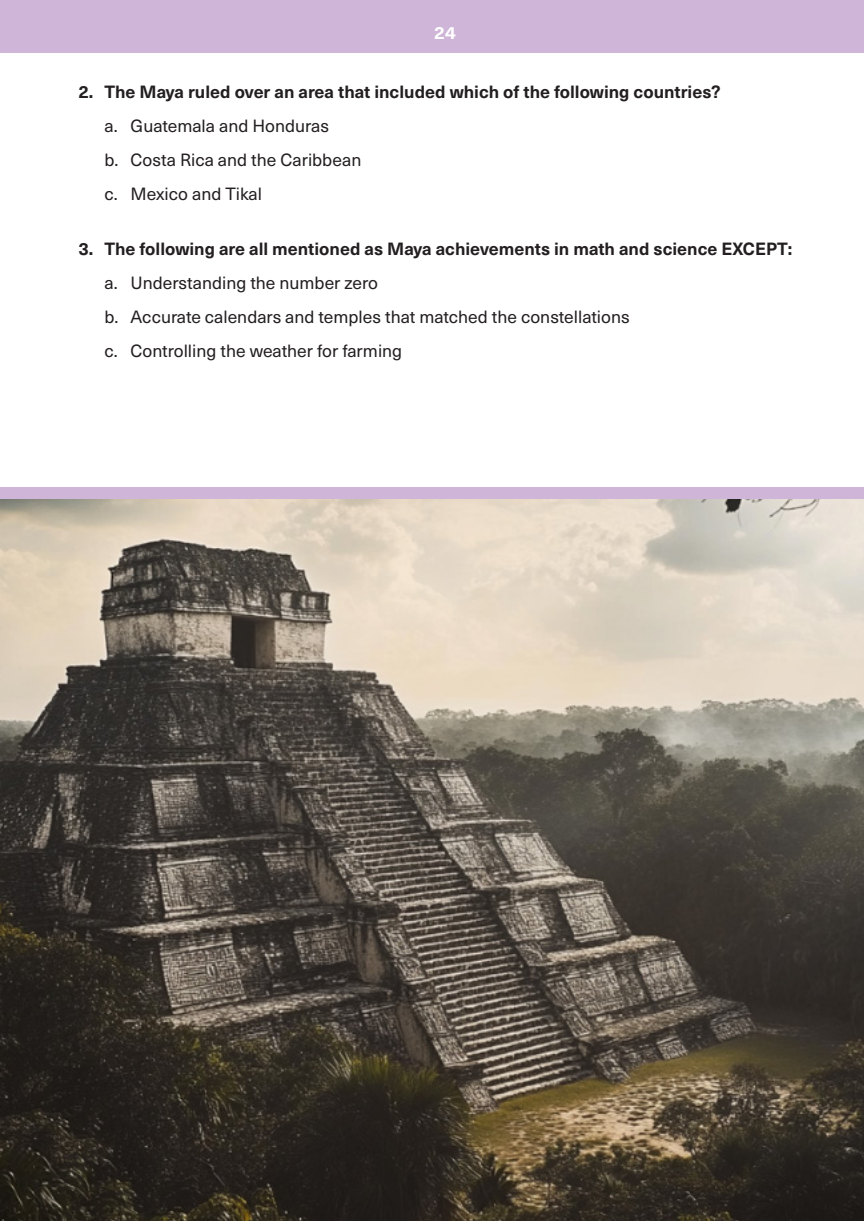 24
2. The Maya ruled over an area that included which of the following countries?
a. Guatemala and Honduras
b. Costa Rica and the Caribbean
c. Mexico and Tikal
3. The following are all mentioned as Maya achievements in math and science EXCEPT:
a. Understanding the number zero
b. Accurate calendars and temples that matched the constellations
c. Controlling the weather for farming